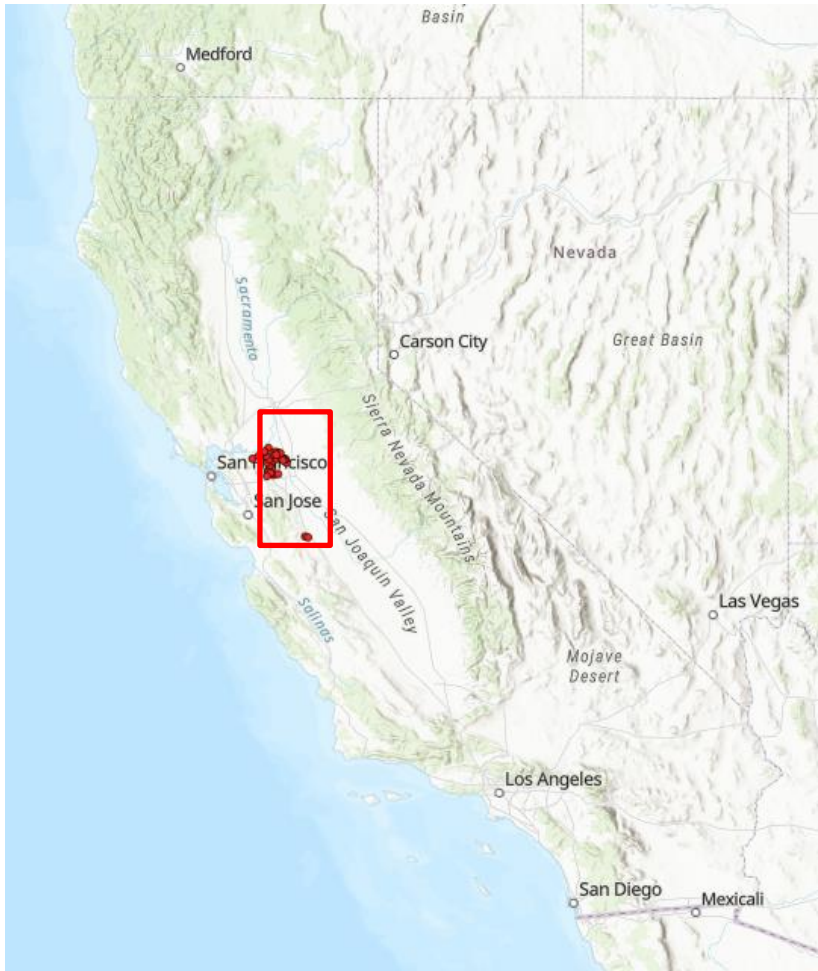 Basin
Medford
Nevada
Sacramento
Carson City
Great Basin
Sierra Nevada Mountains
San Francisco
San Jose
San Joaquin Valley
Salinas
Las Vegas
Mojave
Desert
Los Angeles
San Diego
Mexicali